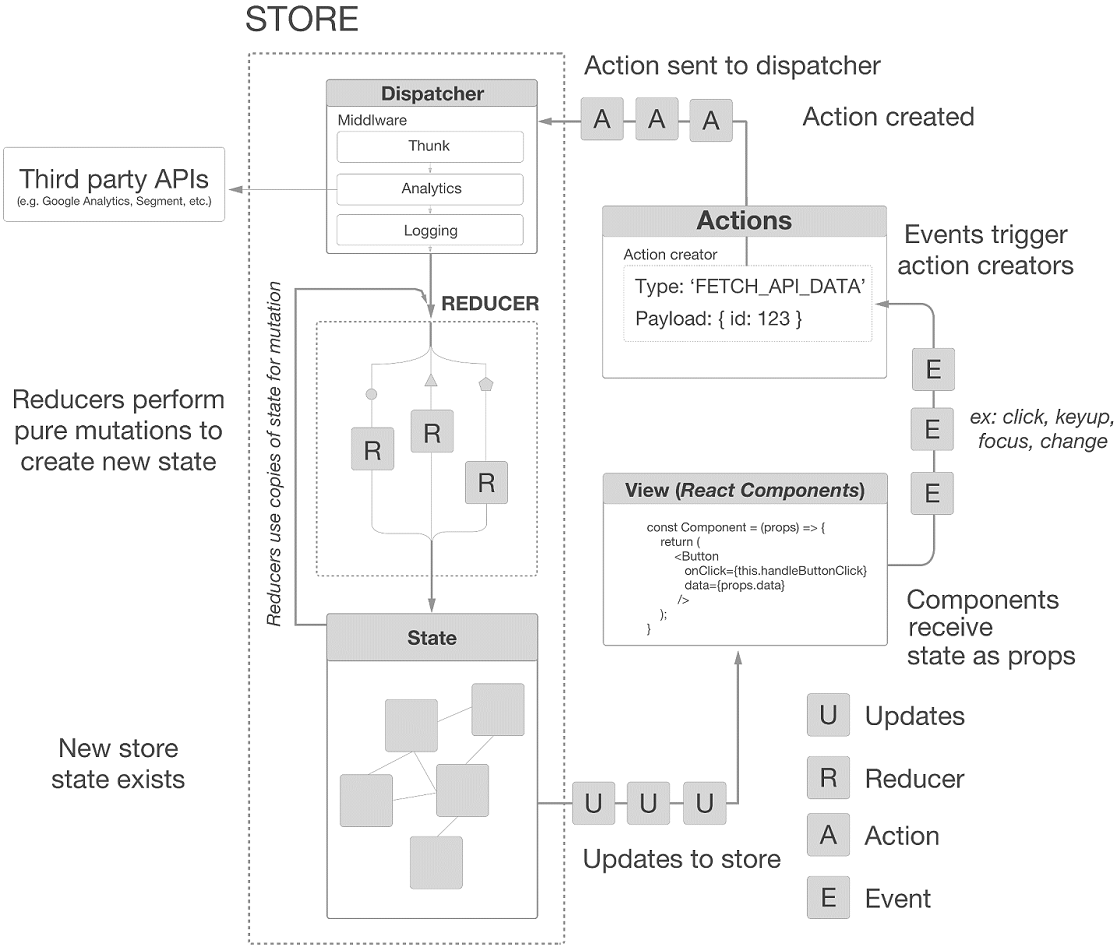 STORE
Action sent to dispatcher
Dispatcher
Middlware
Thunk
Analytics
Logging
A
A
A
Action created
Third party APIs
(e.g. Google Analytics, Segment, etc.)
Actions
Action creator
Type: ‘FETCH_API_DATA’
Payload: { id: 123 }
Events trigger
action creators
REDUCER
Reducers use copies of state for mutation
Reducers perform
pure mutations to
create new state
R
R
R
E
E
E
ex: click, keyup,
focus, change
View (React Components)
const Component = (props) => {
return (
<Button
onClick={this.handleButtonClick}
data={props.data}
/>
);
}
Components
receive
state as props
State
New store
state exists
U
U
U
Updates to store
U Updates
R Reducer
A Action
E Event